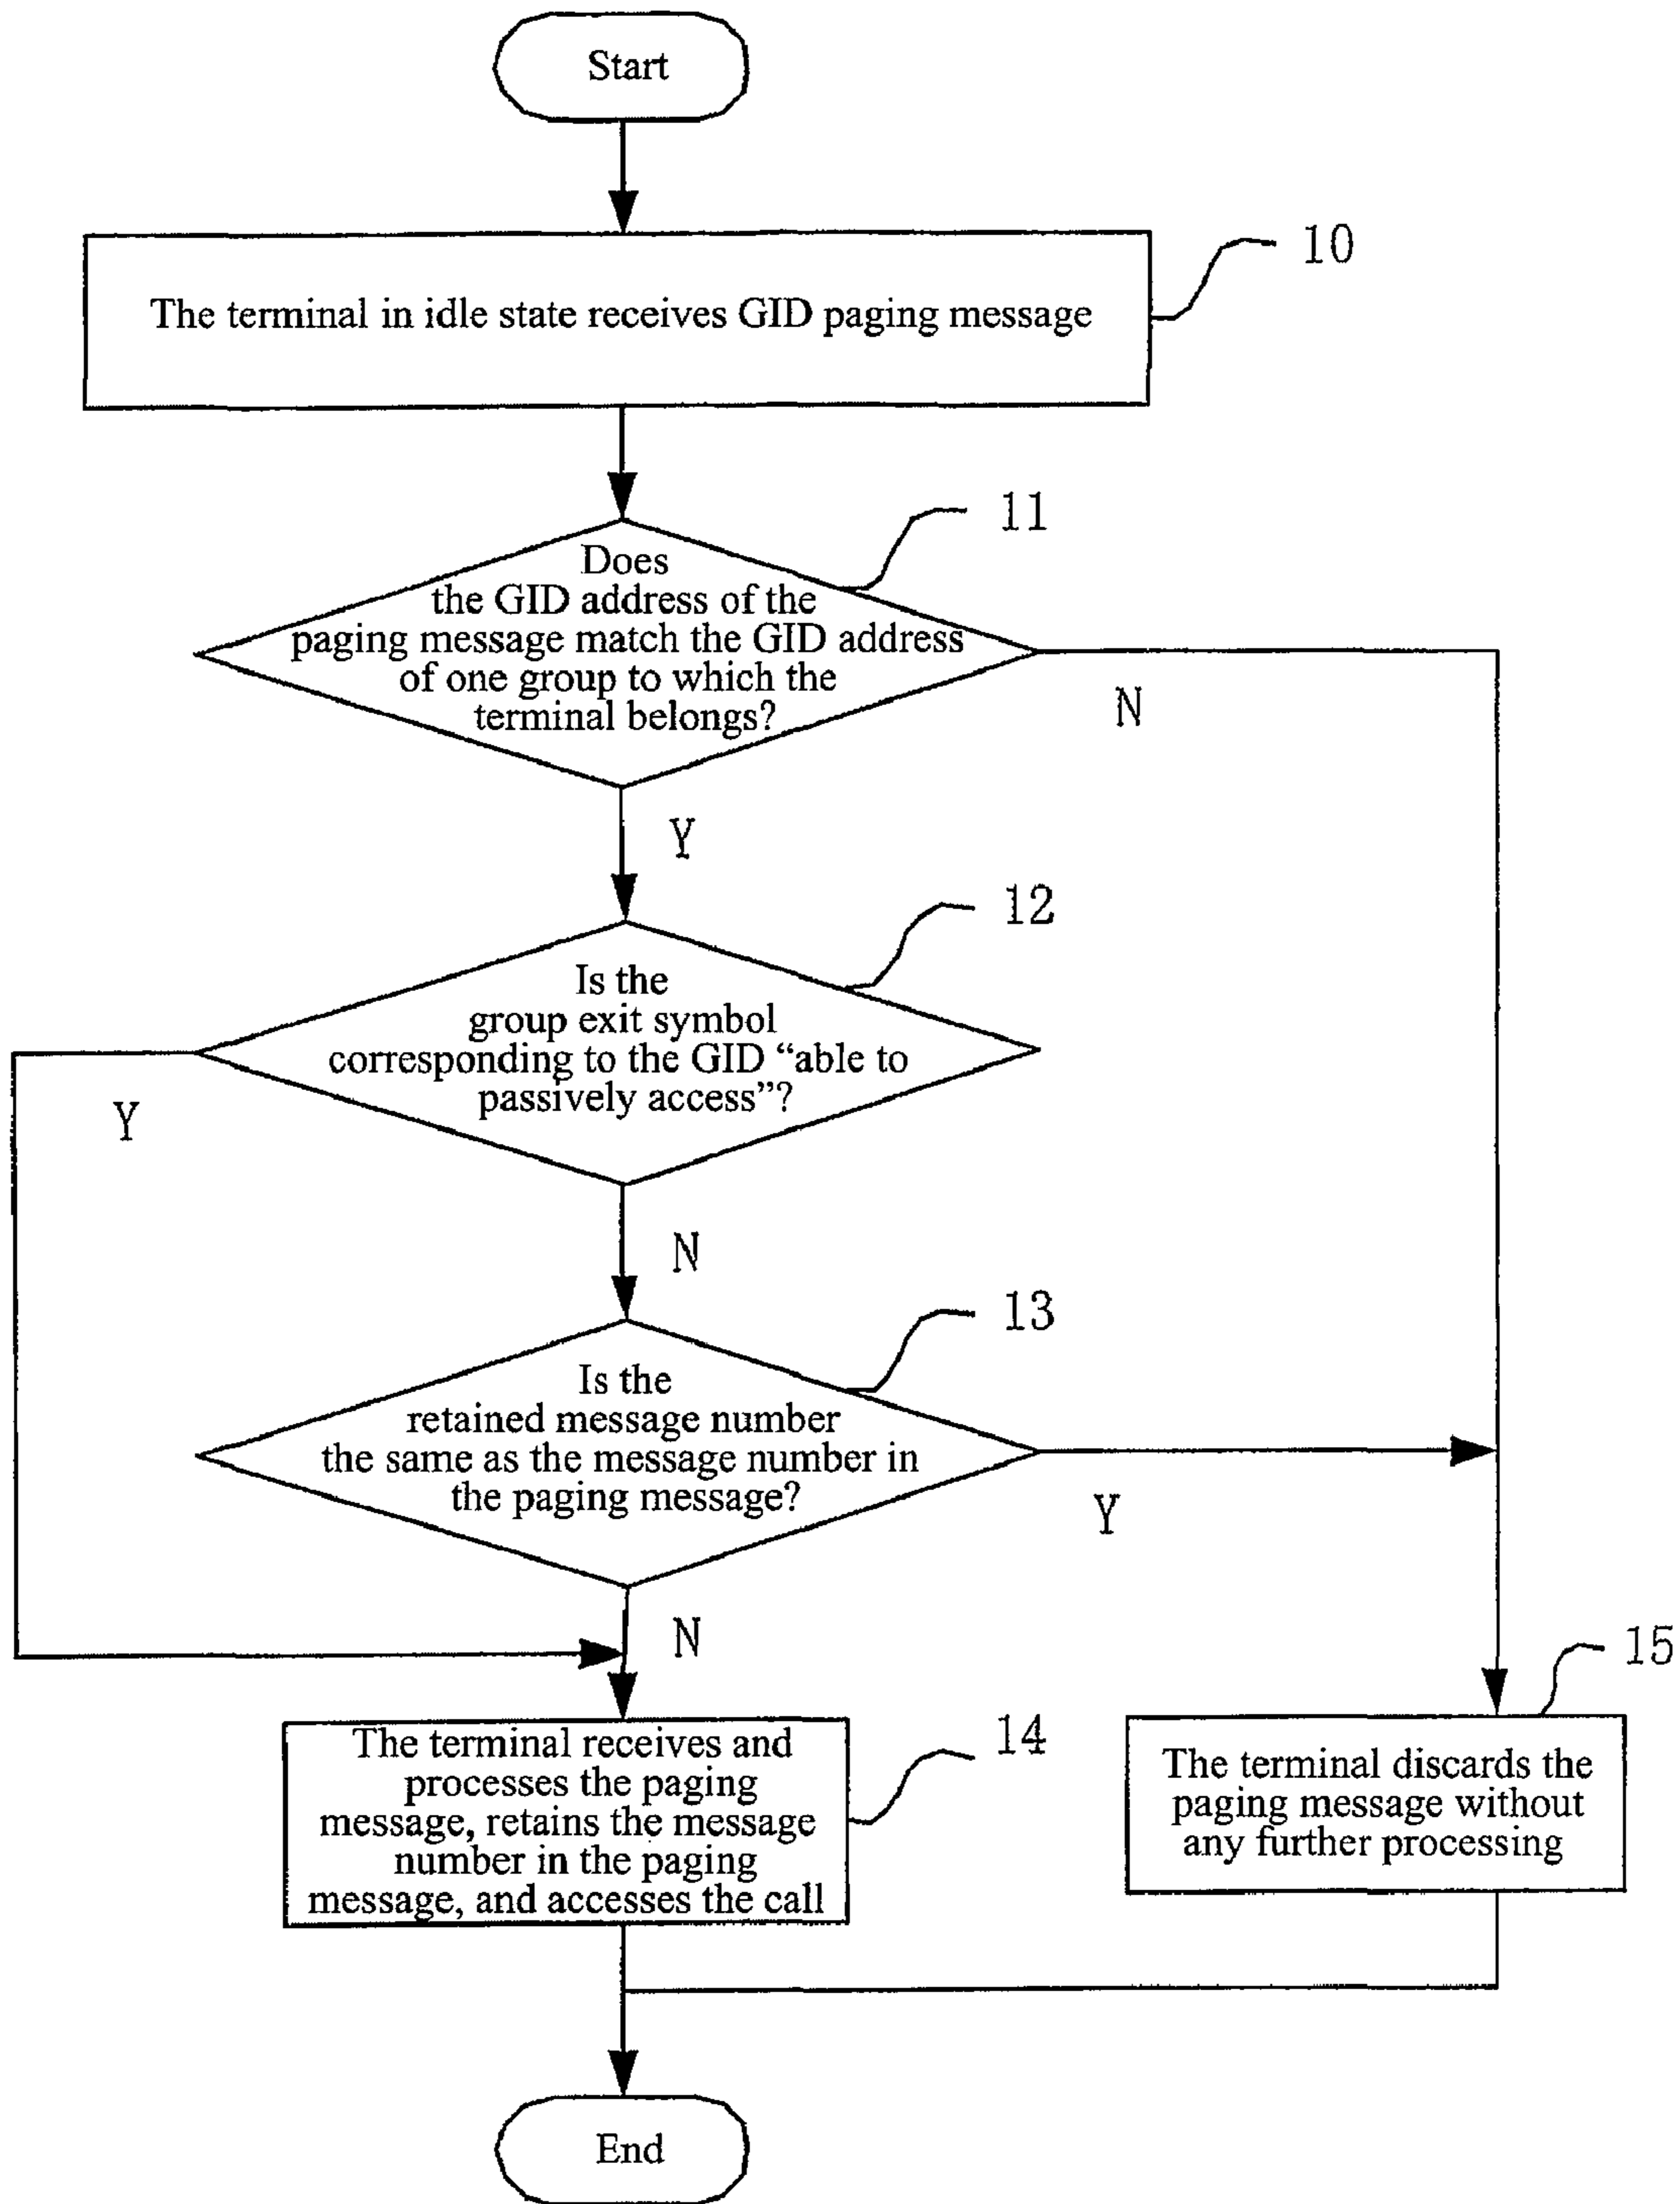 Start
10
The terminal in idle state receives GID paging message
11
Does
the GID address of the
paging message match the GID address
of one group to which the
terminal belongs?
N
Y
12
Is the
group exit symbol
corresponding to the GID “able to
passively access”?
Y
N
13
Is the
retained message number
the same as the message number in
the paging message?
Y
N
15
14
The terminal receives and
processes the paging
message, retains the message
number in the paging
message, and accesses the call
The terminal discards the
paging message without
any further processing
End